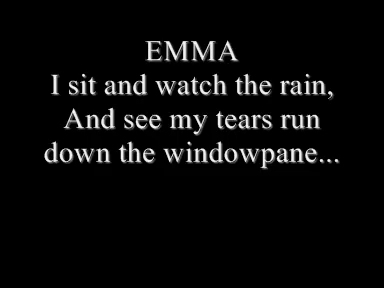 EMMA
I sit and watch the rain,
And see my tears run
down the windowpane...